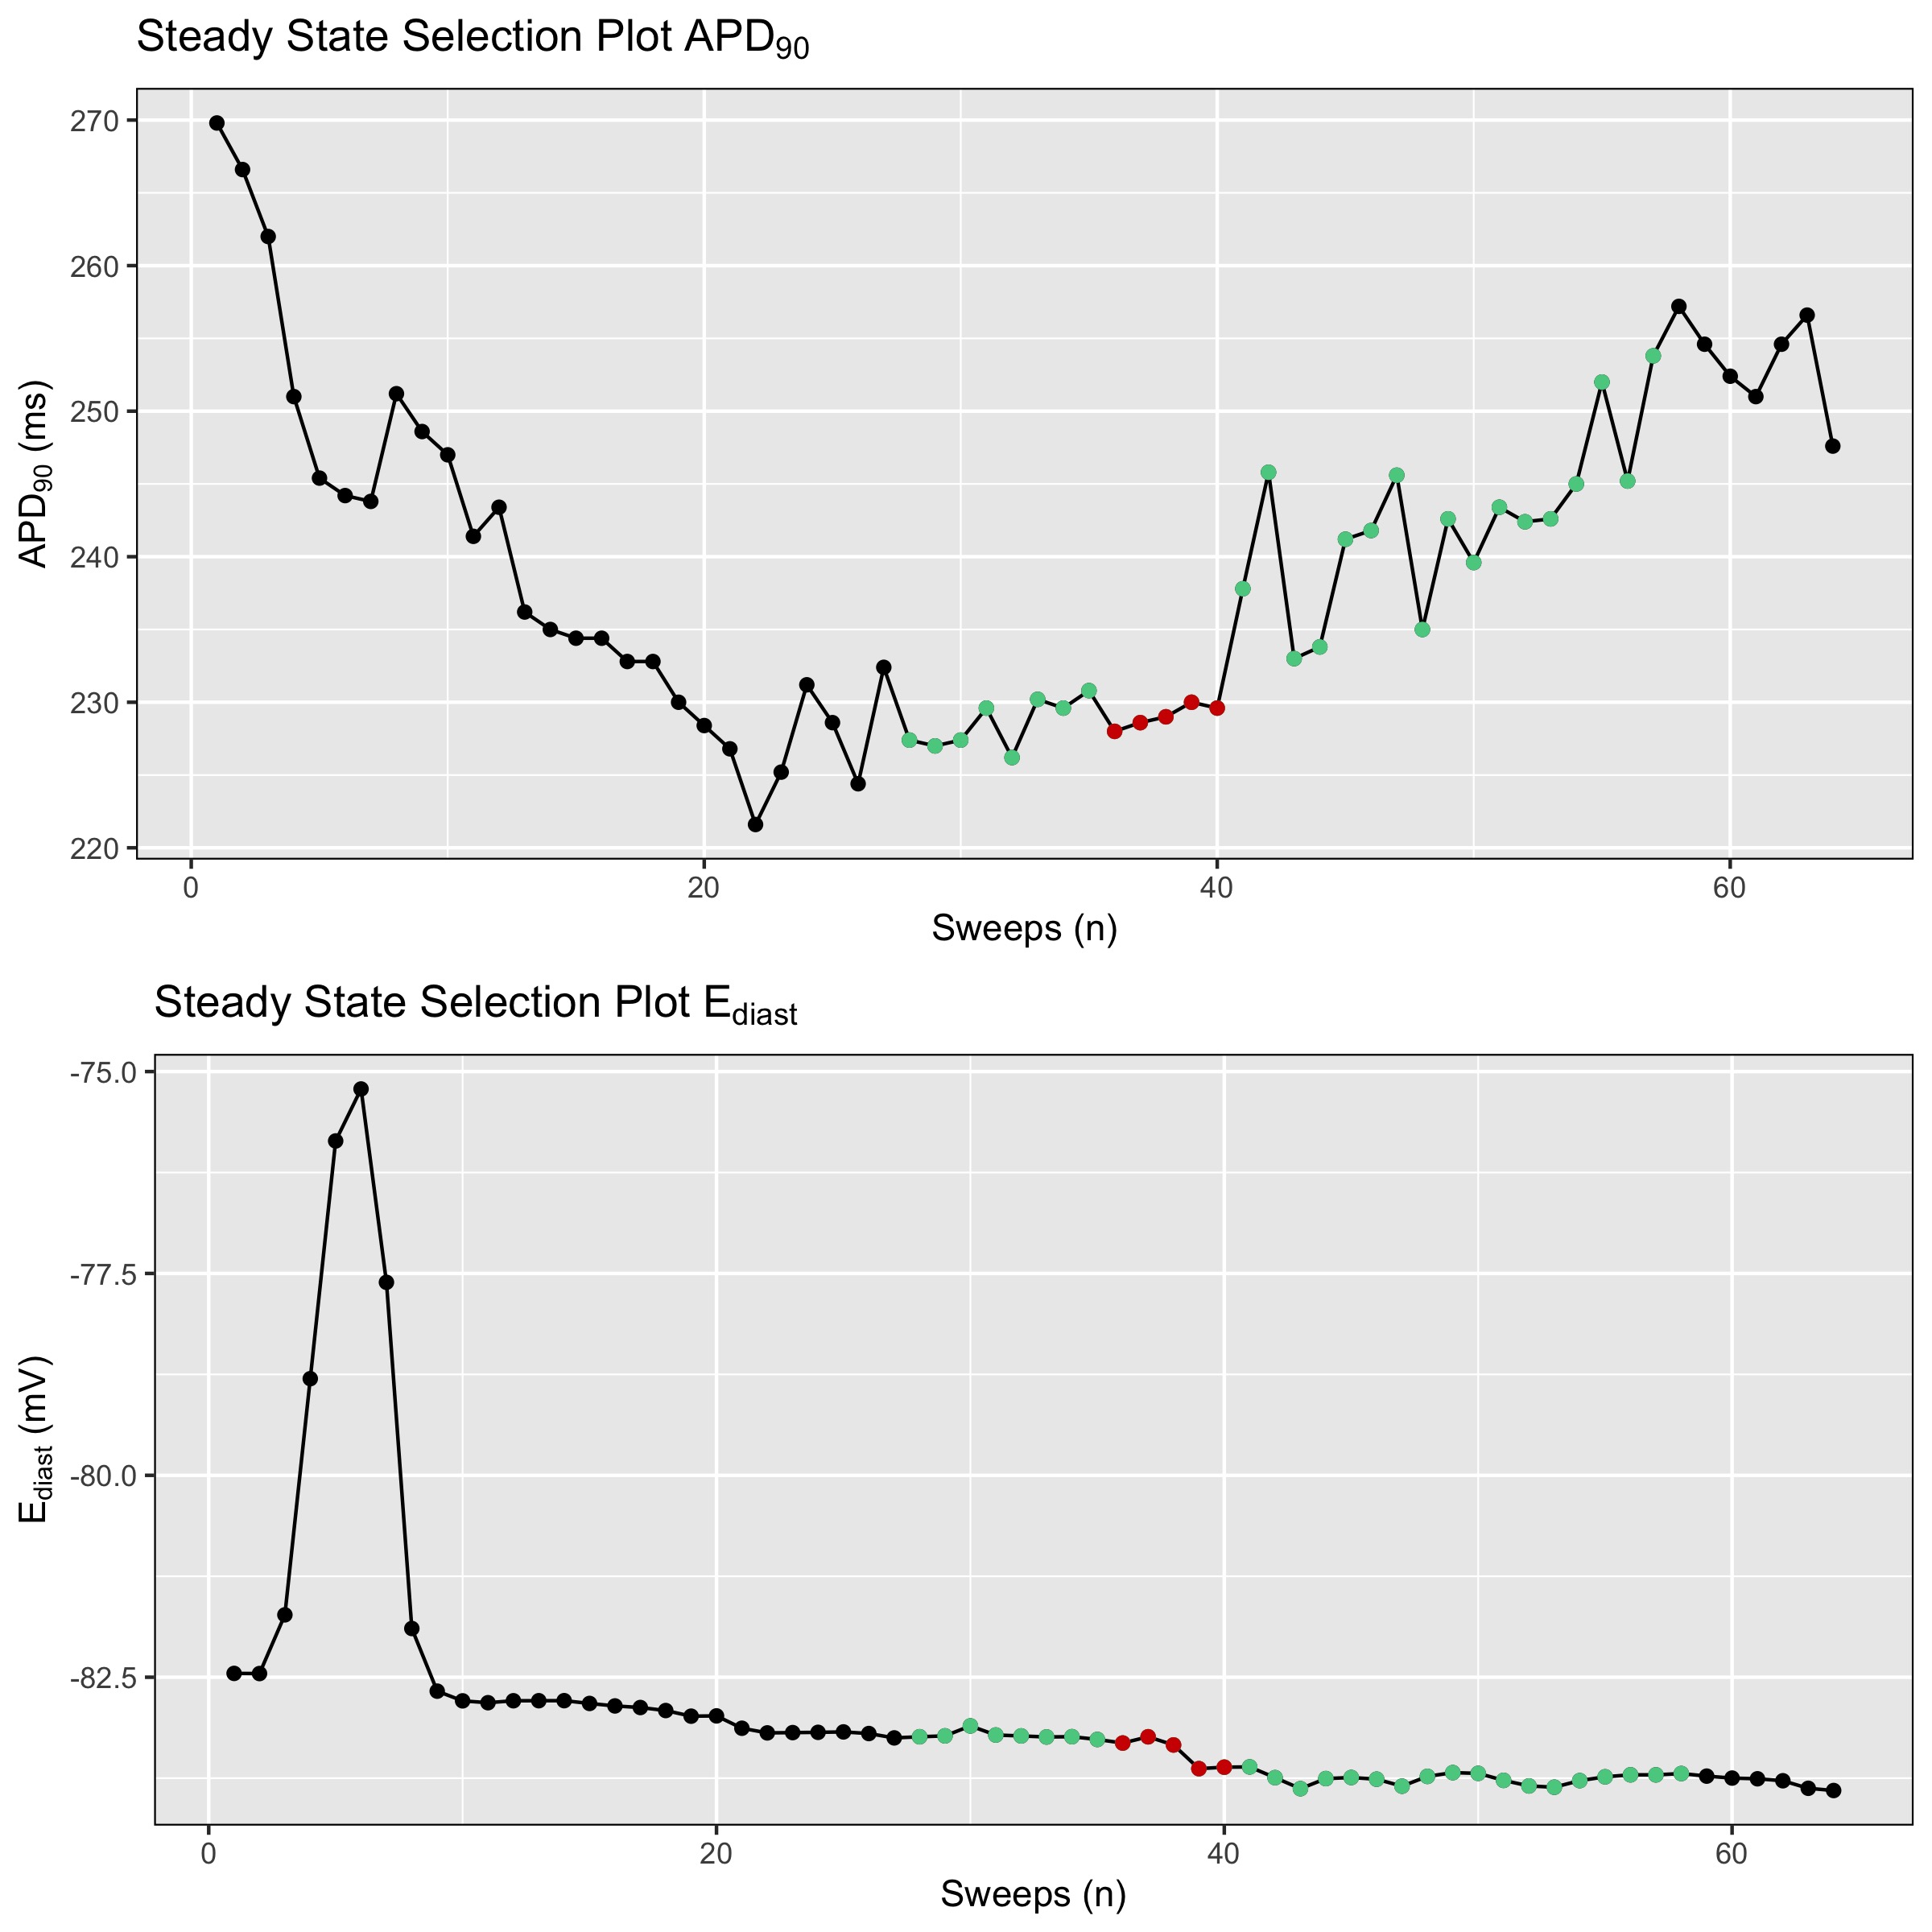 Steady State Selection Plot APD90
APD90 (ms)
270
260
250
240
230
220
0 20 40 60
Sweeps (n)
Steady State Selection Plot Ediast
Ediast (mV)
-75.0
-77.5
-80.0
-82.5
0 20 40 60
Sweeps (n)